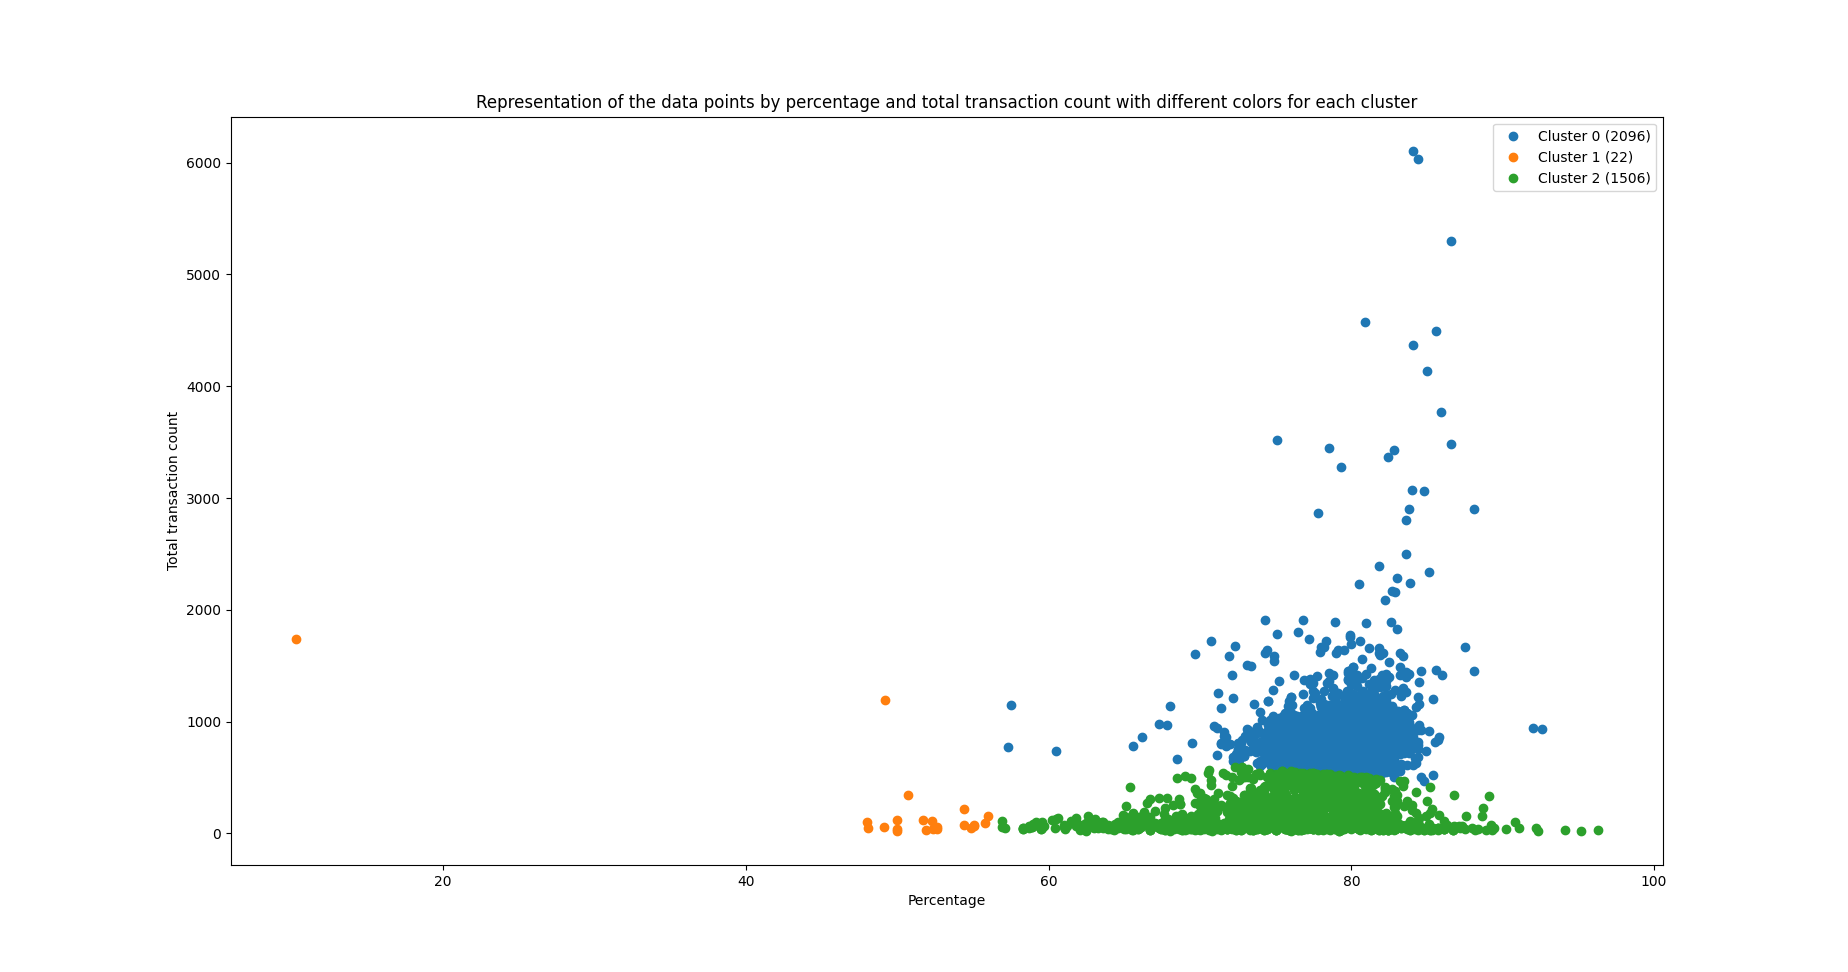 Representation of the data points by percentage and total transaction count with different colors for each cluster
Cluster 0 (2096)
Cluster 1 (22)
Cluster 2 (1506)
6000
5000
4000
3000
2000
1000
0
Total transaction count
20
40
60
80
100
Percentage